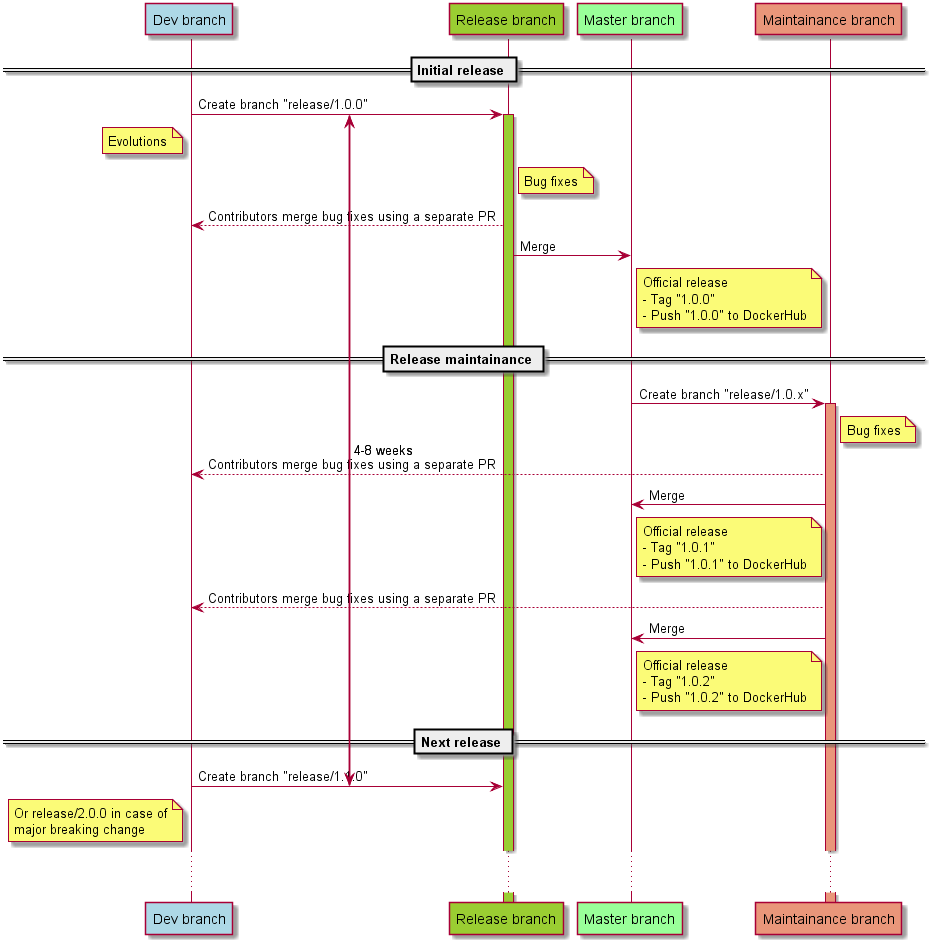 Dev branch
Release branch
Master branch
Maintainance branch
Initial release
Create branch "release/1.0.0"
Evolutions
Bug fixes
Contributors merge bug fixes using a separate PR
Merge
Official release
- Tag "1.0.0"
- Push "1.0.0" to DockerHub
Release maintainance
Create branch "release/1.0.x"
Bug fixes
4-8 weeks
Contributors merge bug fixes using a separate PR
Merge
Official release
- Tag "1.0.1"
- Push "1.0.1" to DockerHub
Contributors merge bug fixes using a separate PR
Merge
Official release
- Tag "1.0.2"
- Push "1.0.2" to DockerHub
Next release
Create branch
Or release/2.0.0 in case of
major breaking change
Dev branch
Release branch
Master branch
Maintainance branch